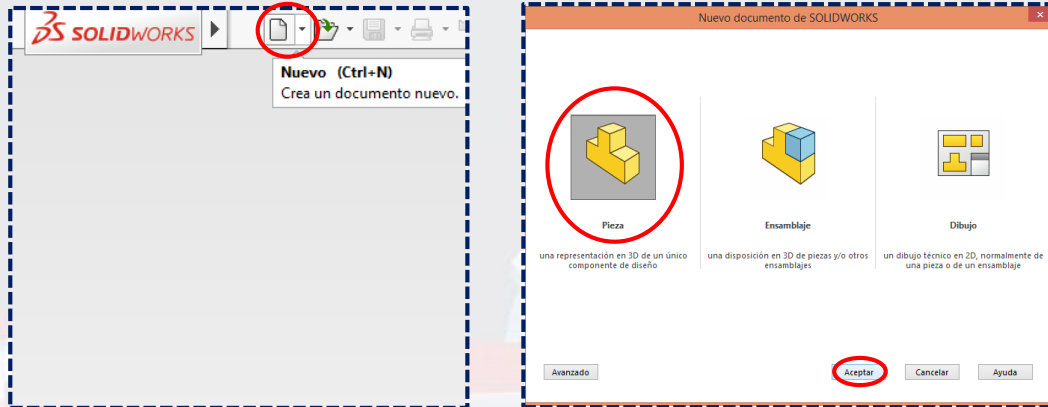 SOLIDWORKS
Nuevo (Ctrl+N)
Crea un documento nuevo.
Nuevo documento de SOLIDWORKS
Pieza
una representación en 3D de un único
componente de diseño
Ensamblaje
una disposición en 3D de piezas y/o otros
ensamblajes
Dibujo
un dibujo técnico en 2D, normalmente de
una pieza o de un ensamblaje
Avanzado
Aceptar
Cancelar
Ayuda